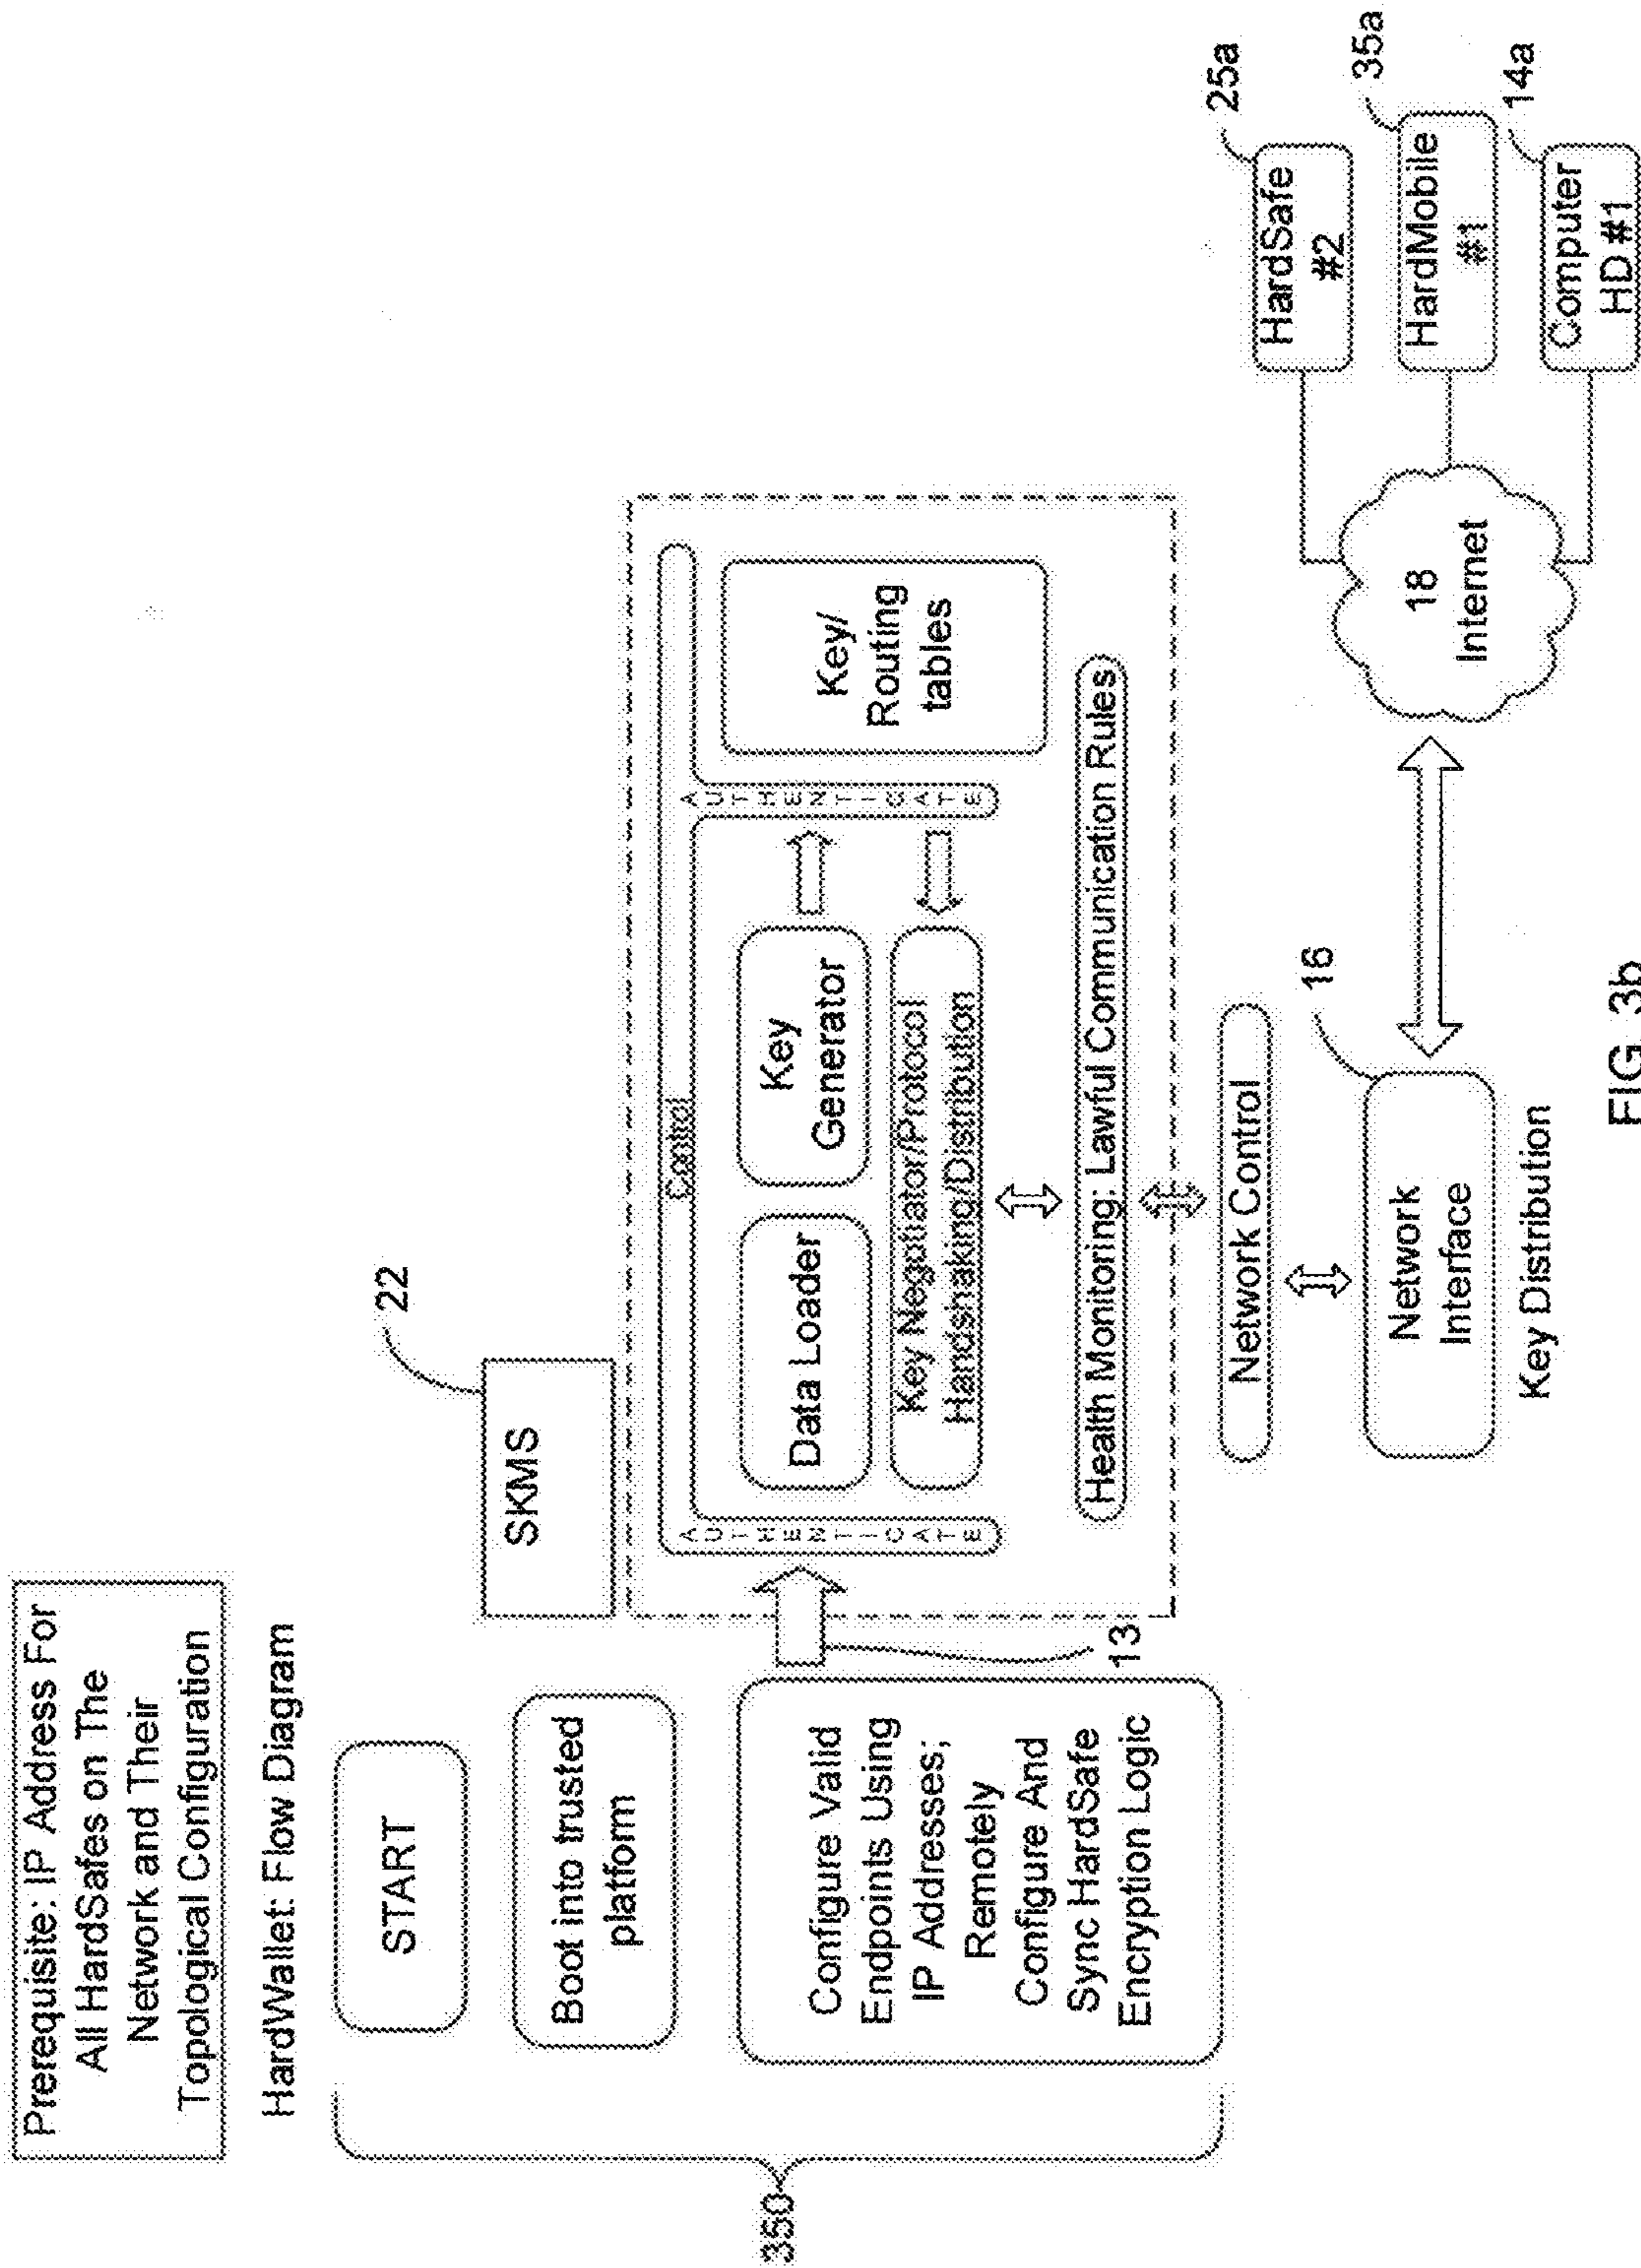 Prerequisite: IP Address For
All HardSafes on The
Network and Their
Topological Configuration
HardWallet: Flow Diagram
350
START
Boot into trusted
platform
Configure Valid
Endpoints Using
IP Addresses;
Remotely
Configure And
Sync HardSafe
Encryption Logic
13
SKMS
22
Control
AUTHENTICATE
Data Loader
Key
Generator
AUTHENTICATE
Key/
Routing
tables
Key Negotiator/Protocol
Handshaking/Distribution
Health Monitoring: Lawful Communication Rules
Network Control
16
Network
Interface
Key Distribution
18
Internet
HardSafe
#2
25a
HardMobile
#1
35a
Computer
HD #1
14a
FIG. 3b